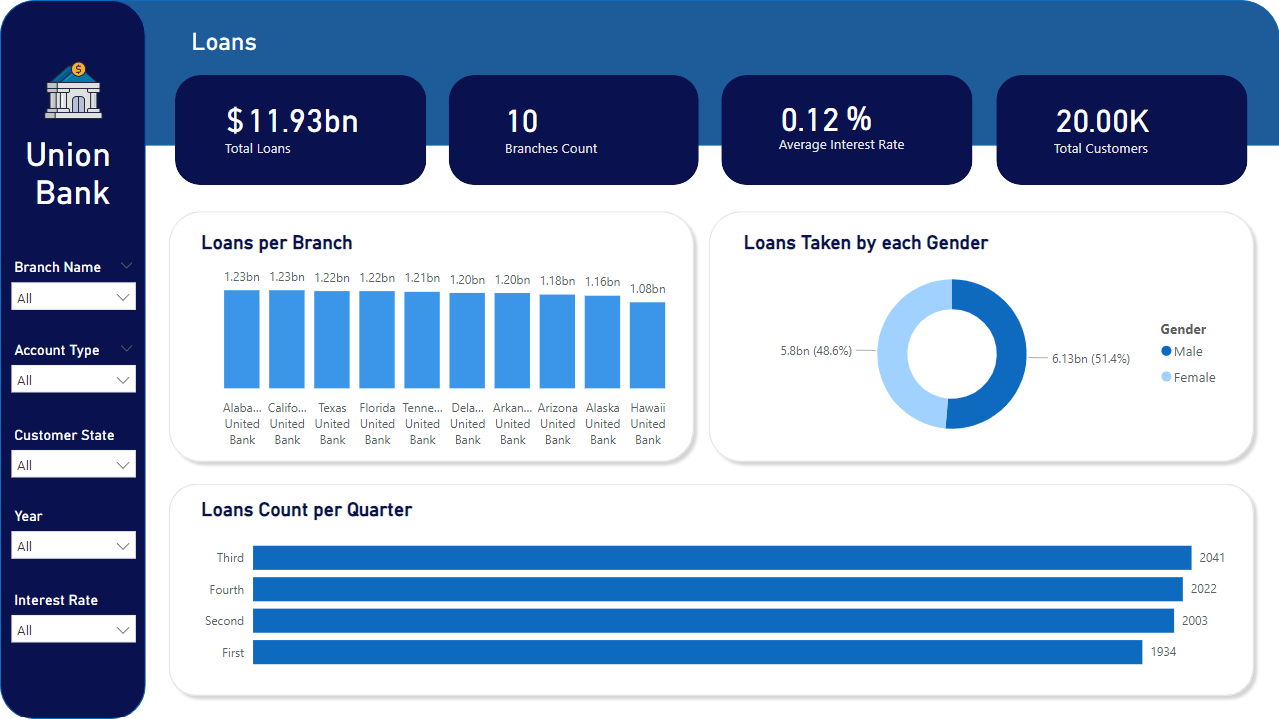 Union
Bank
Branch Name
All
Account Type
All
Customer State
All
Year
All
Interest Rate
All
Loans
$ 11.93bn
Total Loans
10
Branches Count
0.12 %
Average Interest Rate
20.00K
Total Customers
Loans per Branch
1.23bn 1.23bn 1.22bn 1.22bn 1.21bn 1.20bn 1.20bn 1.18bn 1.16bn 1.08bn
Alaba... Califo... Texas Florida Tenne... Dela... Arkan... Arizona Alaska Hawaii
United United United United United United United United United United
Bank Bank Bank Bank Bank Bank Bank Bank Bank Bank
Loans Taken by each Gender
5.8bn (48.6%)
6.13bn (51.4%)
Gender
Male
Female
Loans Count per Quarter
Third 2041
Fourth 2022
Second 2003
First 1934